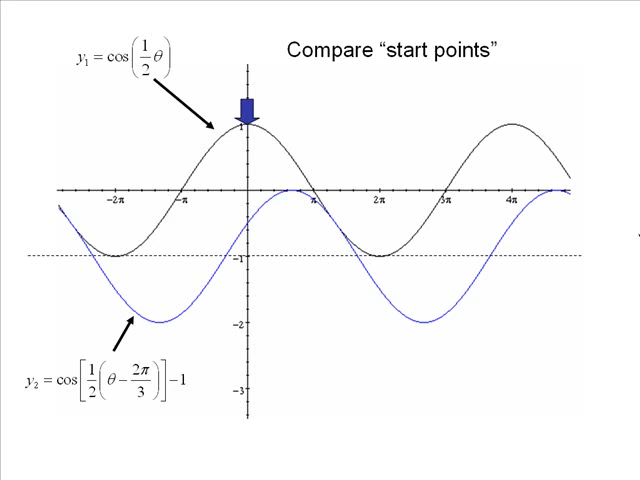 Compare “start points”
y₁ = cos(1/2 θ)
1
−2π −π π 2π 3π 4π
−1
−2
−3
y₂ = cos[1/2(θ − 2π/3)] − 1